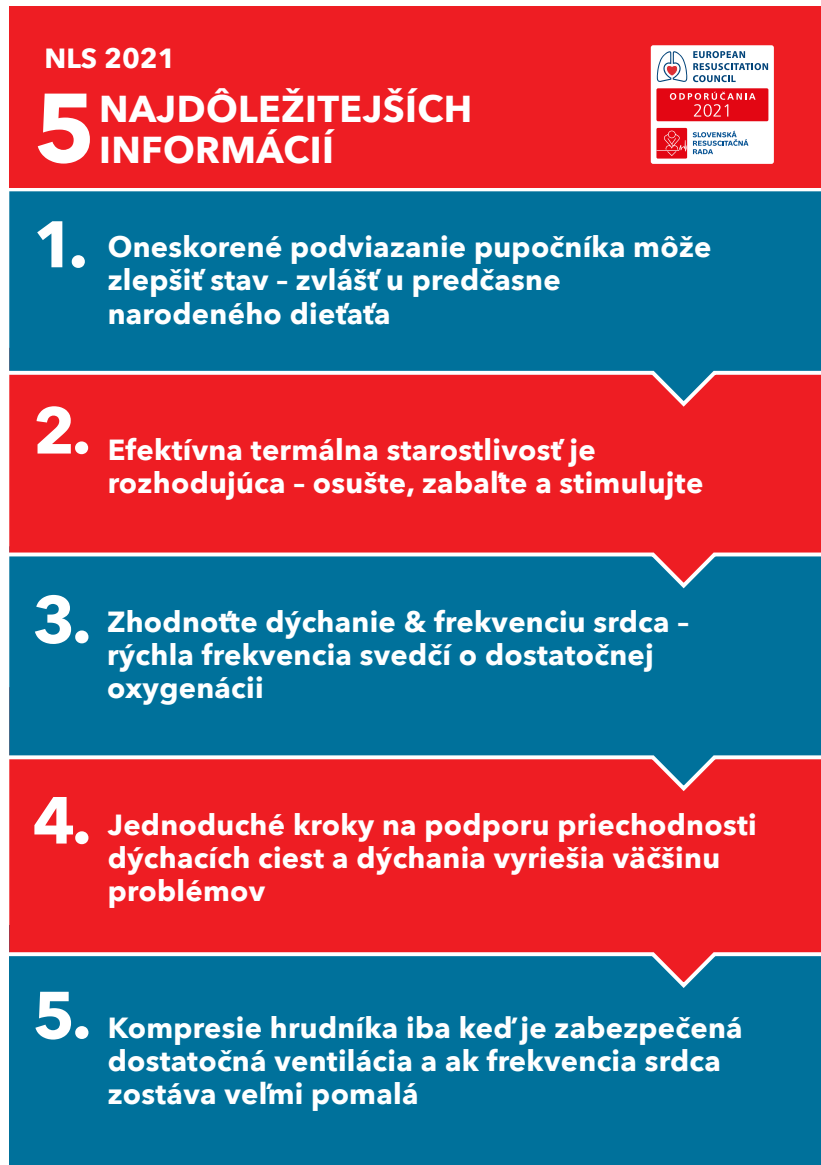 NLS 2021
5 NAJDÔLEŽITEJŠÍCH
INFORMÁCIÍ
EUROPEAN
RESUSCITATION
COUNCIL
ODPORÚČANIA
2021
SLOVENSKÁ
RESUSCITAČNÁ
RADA
1. Oneskorené podviazanie pupočníka môže
zlepšiť stav – zvlášť u predčasne
narodeného dieťaťa
2. Efektívna termálna starostlivosť je
rozhodujúca – osušte, zabaľte a stimulujte
3. Zhodnoťte dýchanie & frekvenciu srdca –
rýchla frekvencia svedčí o dostatočnej
oxygenácii
4. Jednoduché kroky na podporu priechodnosti
dýchacích ciest a dýchania vyriešia väčšinu
problémov
5. Kompresie hrudníka iba keď je zabezpečená
dostatočná ventilácia a ak frekvencia srdca
zostáva veľmi pomalá